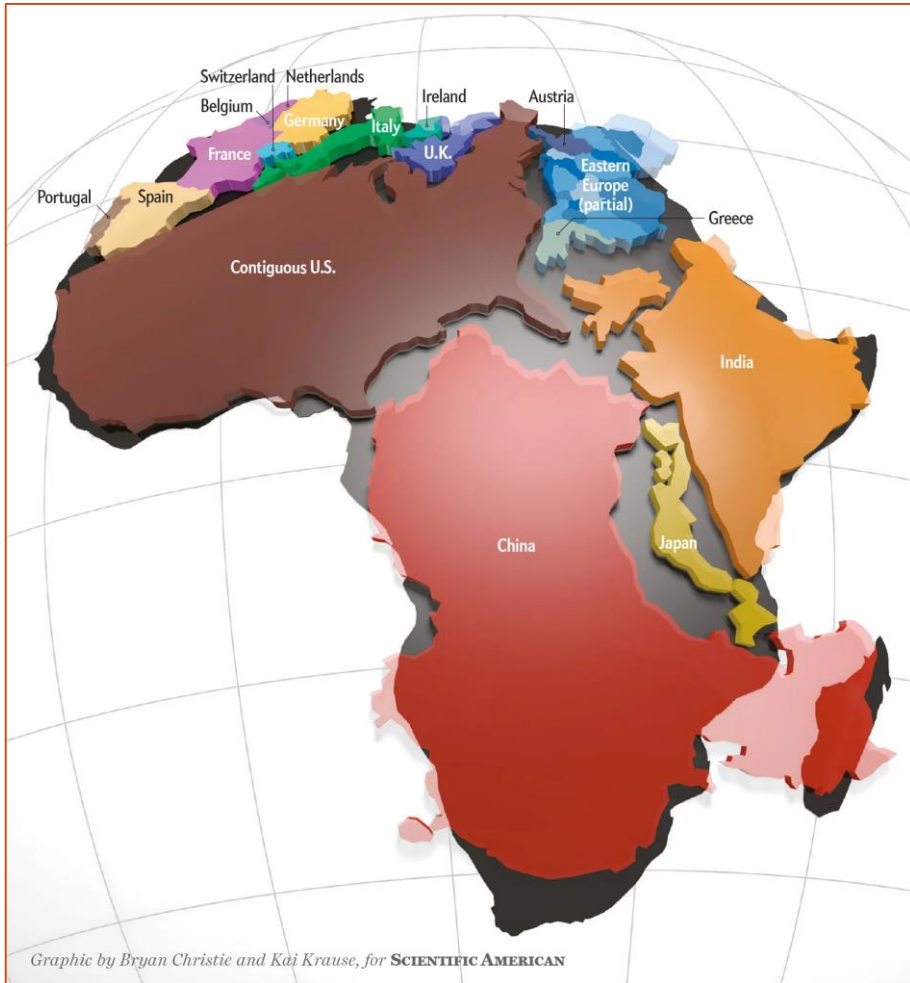 Switzerland
Netherlands
Belgium
Germany
Italy
Ireland
Austria
France
U.K.
Eastern
Europe
(partial)
Portugal
Spain
Greece
Contiguous U.S.
India
China
Japan
Graphic by Bryan Christie and Kai Krause, for SCIENTIFIC AMERICAN